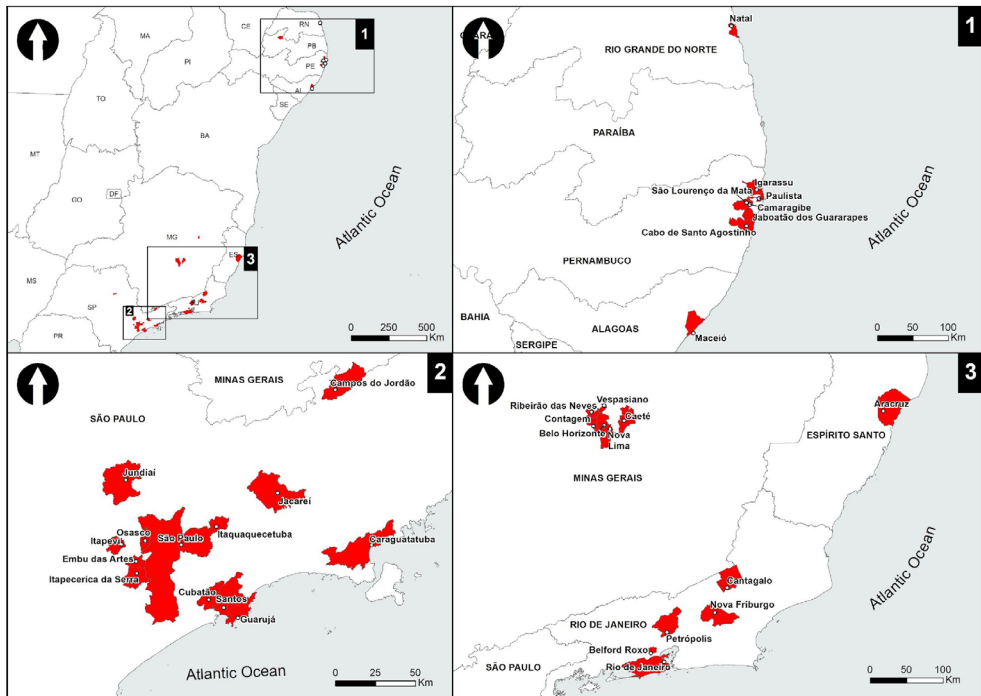 MA
CE
RN
1
PB
PI
PE
AL
TO
SE
BA
MT
DF
GO
Atlantic Ocean
MG
ES
3
MS
SP
2
PR
0 250 500
Km
Natal
1
RIO GRANDE DO NORTE
PARAÍBA
Igarassu
São Lourenço da Mata
Paulista
Camaragibe
Jaboatão dos Guararapes
Cabo de Santo Agostinho
Atlantic Ocean
PERNAMBUCO
BAHIA
ALAGOAS
Maceió
SERGIPE
0 50 100
Km
MINAS GERAIS
2
Campos do Jordão
SÃO PAULO
Jundiaí
Jacareí
Itaquaquecetuba
Osasco
São Paulo
Itapevi
Caraguatatuba
Embu das Artes
Itapecerica da Serra
Cubatão
Santos
Guarujá
Atlantic Ocean
0 25 50
Km
3
Vespasiano
Ribeirão das Neves
Contagem
Caeté
Belo Horizonte
Nova
Lima
Aracruz
ESPÍRITO SANTO
MINAS GERAIS
Atlantic Ocean
Cantagalo
Nova Friburgo
RIO DE JANEIRO
Petrópolis
Belford Roxo
Rio de Janeiro
SÃO PAULO
0 50 100
Km